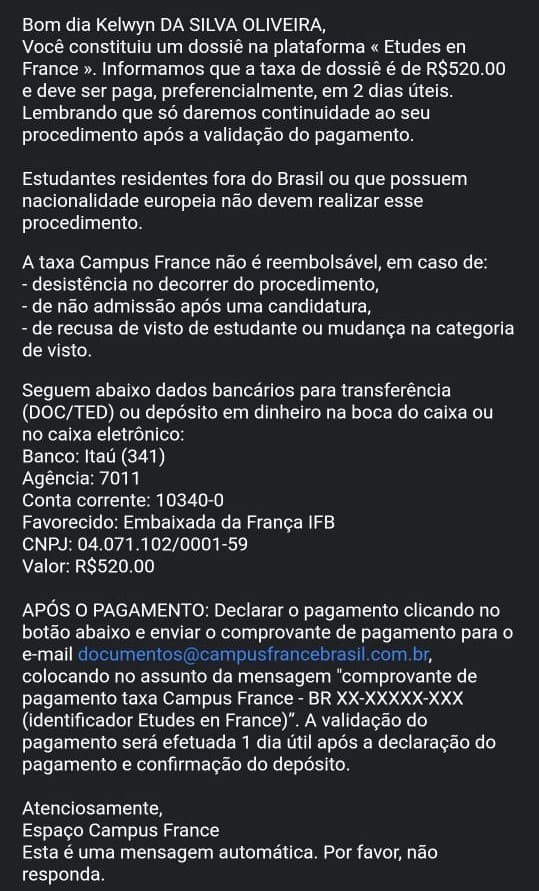 Bom dia Kelwyn DA SILVA OLIVEIRA,
Você constituiu um dossiê na plataforma « Etudes en
France ». Informamos que a taxa de dossiê é de R$520.00
e deve ser paga, preferencialmente, em 2 dias úteis.
Lembrando que só daremos continuidade ao seu
procedimento após a validação do pagamento.
Estudantes residentes fora do Brasil ou que possuem
nacionalidade europeia não devem realizar esse
procedimento.
A taxa Campus France não é reembolsável, em caso de:
- desistência no decorrer do procedimento,
- de não admissão após uma candidatura,
- de recusa de visto de estudante ou mudança na categoria
de visto.
Seguem abaixo dados bancários para transferência
(DOC/TED) ou depósito em dinheiro na boca do caixa ou
no caixa eletrônico:
Banco: Itaú (341)
Agência: 7011
Conta corrente: 10340-0
Favorecido: Embaixada da França IFB
CNPJ: 04.071.102/0001-59
Valor: R$520.00
APÓS O PAGAMENTO: Declarar o pagamento clicando no
botão abaixo e enviar o comprovante de pagamento para o
e-mail documentos@campusfrancebrasil.com.br,
colocando no assunto da mensagem "comprovante de
pagamento taxa Campus France - BR XX-XXXXX-XXX
(identificador Etudes en France)”. A validação do
pagamento será efetuada 1 dia útil após a declaração do
pagamento e confirmação do depósito.
Atenciosamente,
Espaço Campus France
Esta é uma mensagem automática. Por favor, não
responda.